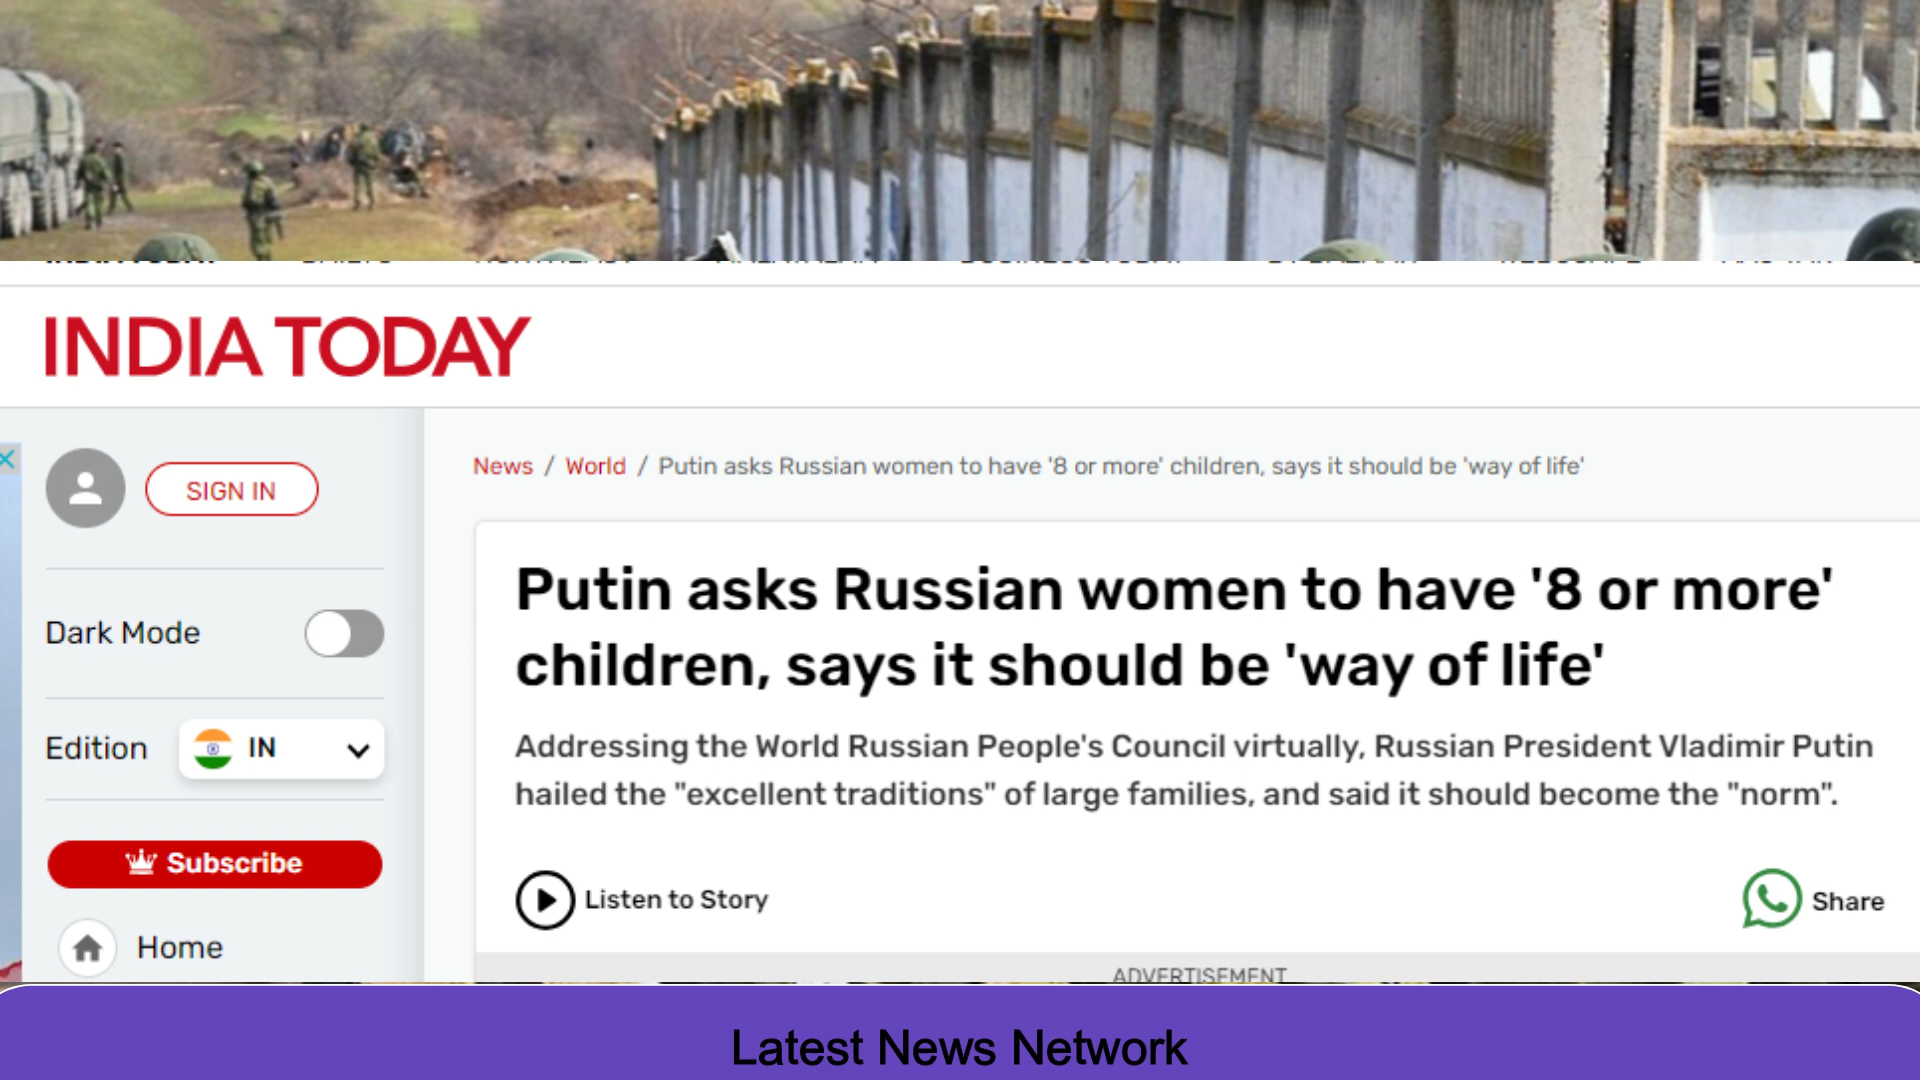 INDIA TODAY
SIGN IN
Dark Mode
Edition
IN
Subscribe
Home
News / World / Putin asks Russian women to have '8 or more' children, says it should be 'way of life'
Putin asks Russian women to have '8 or more'
children, says it should be 'way of life'
Addressing the World Russian People's Council virtually, Russian President Vladimir Putin
hailed the "excellent traditions" of large families, and said it should become the "norm".
Listen to Story
Share
ADVERTISEMENT
Latest News Network